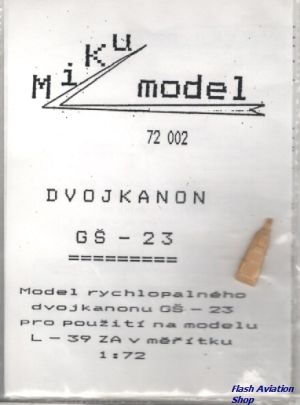 MiKu
model
72 002
DVOJKANON
GŠ - 23
=========
Model rychlopalného
dvojkanonu GŠ - 23
pro použití na modelu
L - 39 ZA v měřítku
1:72
Flash Aviation
Shop